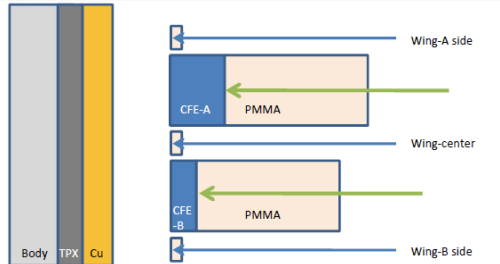 Wing-A side
CFE-A
PMMA
Wing-center
CFE
-B
PMMA
Body
TPX
Cu
Wing-B side